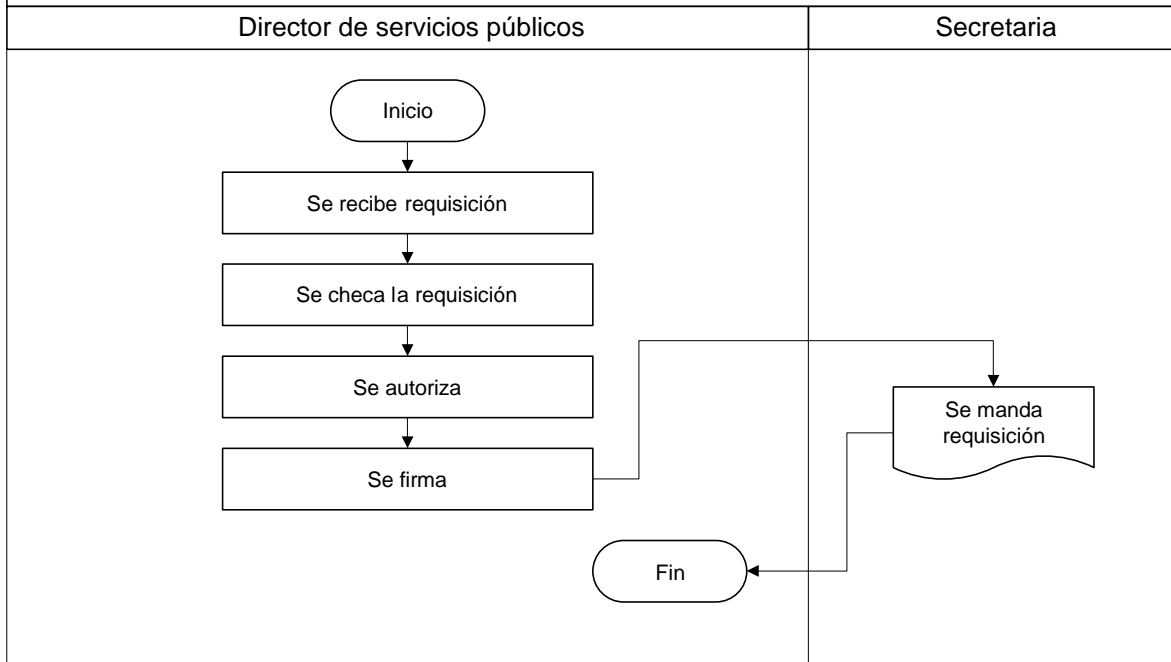 Director de servicios públicos
Secretaria
Inicio
Se recibe requisición
Se checa la requisición
Se autoriza
Se firma
Se manda
requisición
Fin